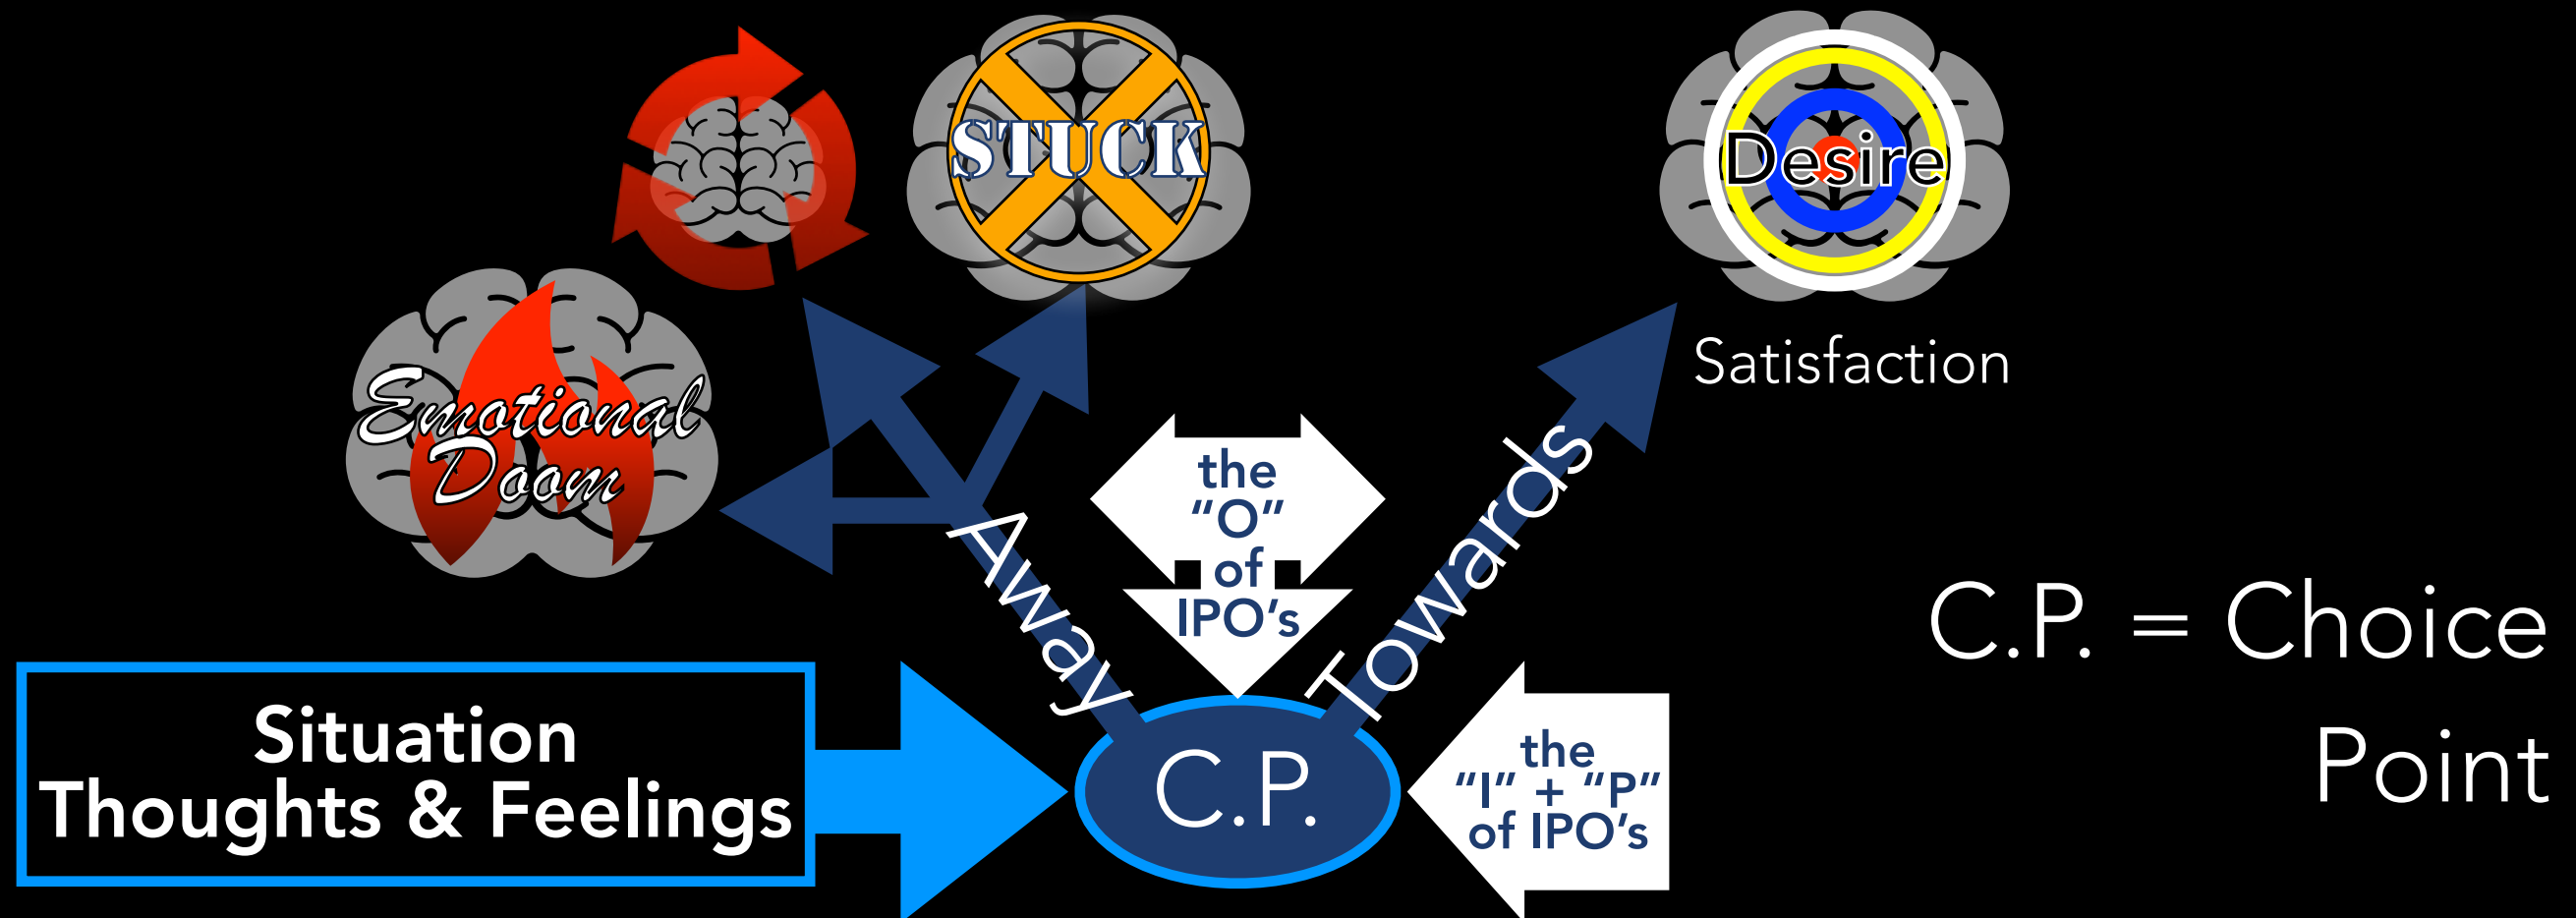 STUCK
Desire
Satisfaction
Emotional
Doom
Away
the
"O"
of
IPO's
Towards
C.P. = Choice
Point
Situation
Thoughts & Feelings
C.P.
the
"I" + "P"
of IPO's